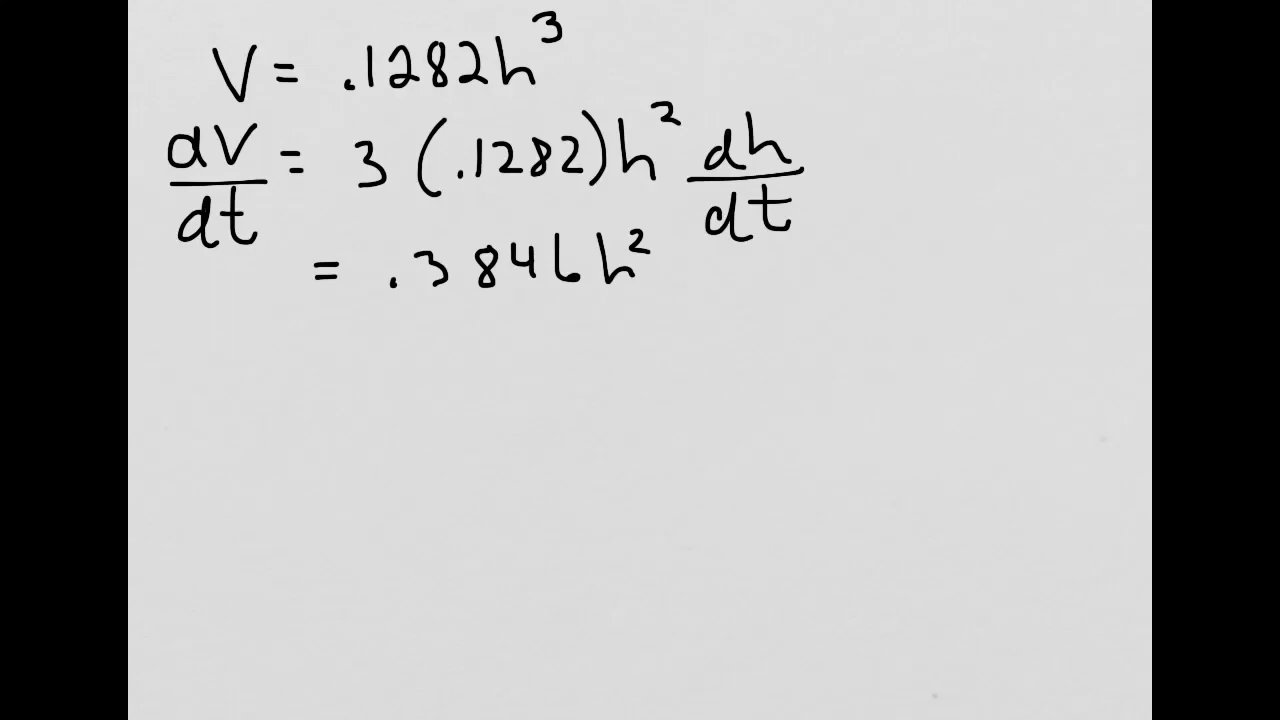 V = .1282h³
dV/dt = 3(.1282)h² dh/dt
= .3846h²